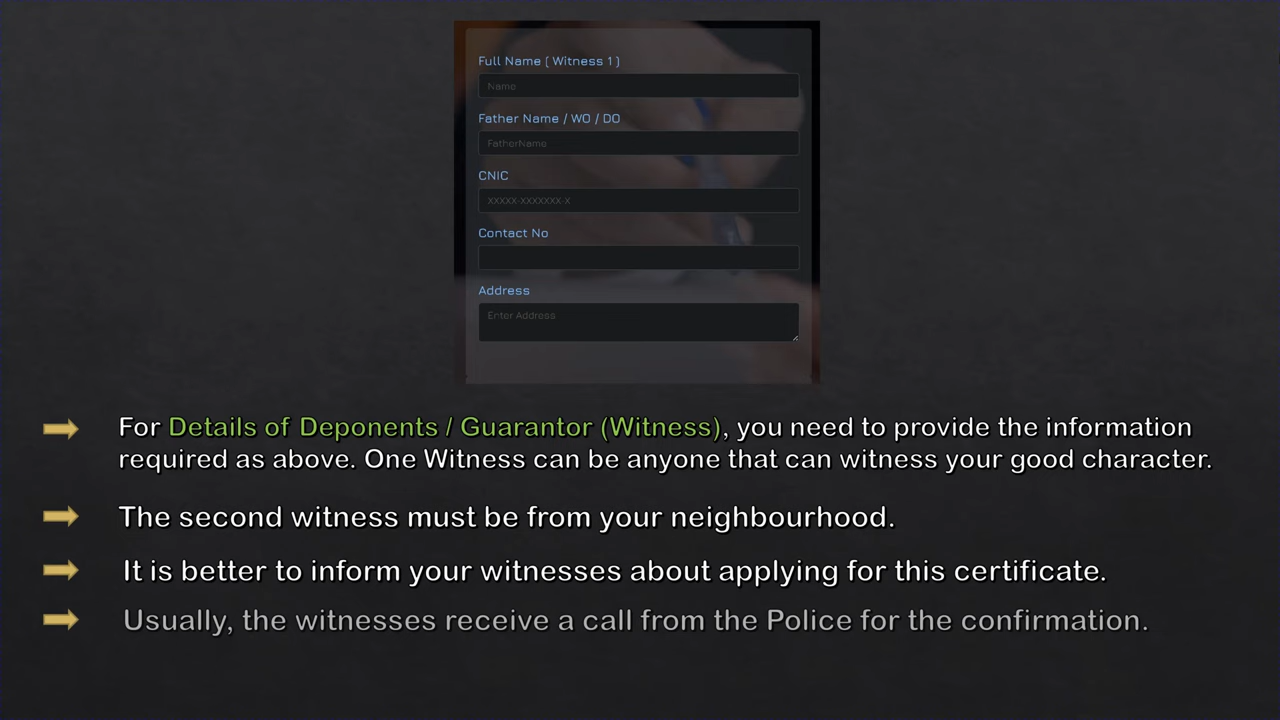 Full Name ( Witness 1 )
Name
Father Name / WO / DO
FatherName
CNIC
XXXXX-XXXXXXX-X
Contact No
Address
Enter Address
For Details of Deponents / Guarantor (Witness), you need to provide the information
required as above. One Witness can be anyone that can witness your good character.
The second witness must be from your neighbourhood.
It is better to inform your witnesses about applying for this certificate.
Usually, the witnesses receive a call from the Police for the confirmation.